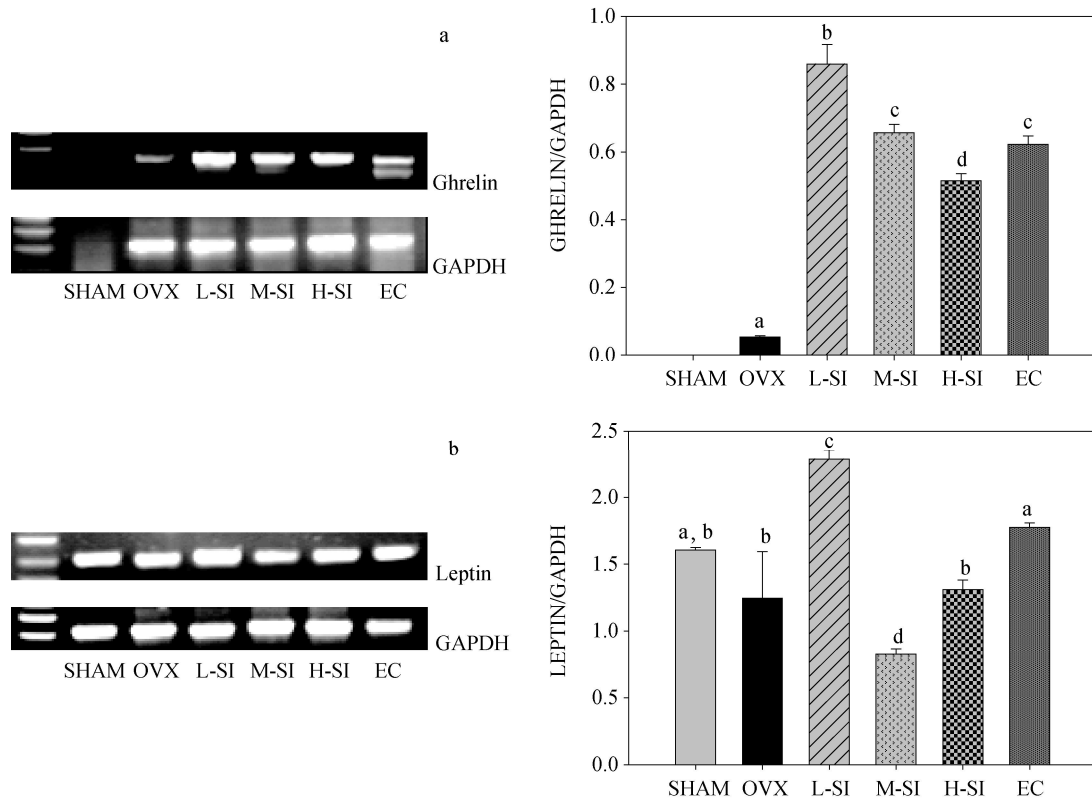 a
Ghrelin
GAPDH
SHAM OVX L-SI M-SI H-SI EC
GHRELIN/GAPDH
1.0
0.8
0.6
0.4
0.2
0.0
a
b
c
d
c
SHAM OVX L-SI M-SI H-SI EC
b
Leptin
GAPDH
SHAM OVX L-SI M-SI H-SI EC
LEPTIN/GAPDH
2.5
2.0
1.5
1.0
0.5
0.0
a, b
b
c
d
b
a
SHAM OVX L-SI M-SI H-SI EC